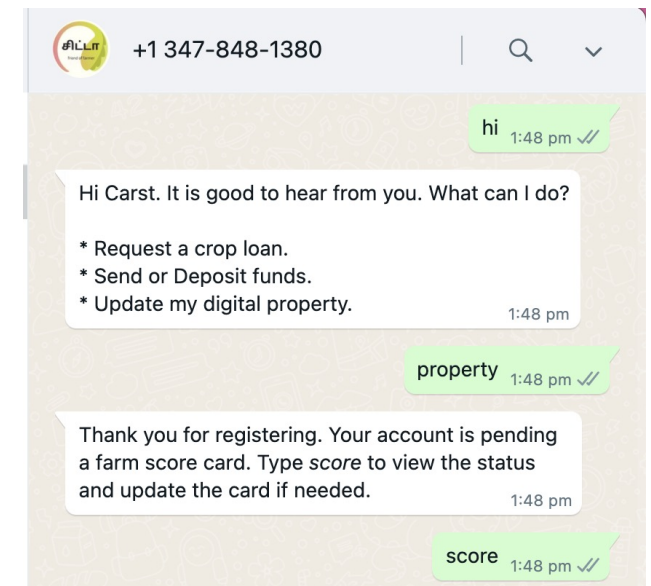 சிட்டா
+1 347-848-1380
hi
1:48 pm
Hi Carst. It is good to hear from you. What can I do?
* Request a crop loan.
* Send or Deposit funds.
* Update my digital property.
1:48 pm
property
1:48 pm
Thank you for registering. Your account is pending
a farm score card. Type score to view the status
and update the card if needed.
1:48 pm
score
1:48 pm